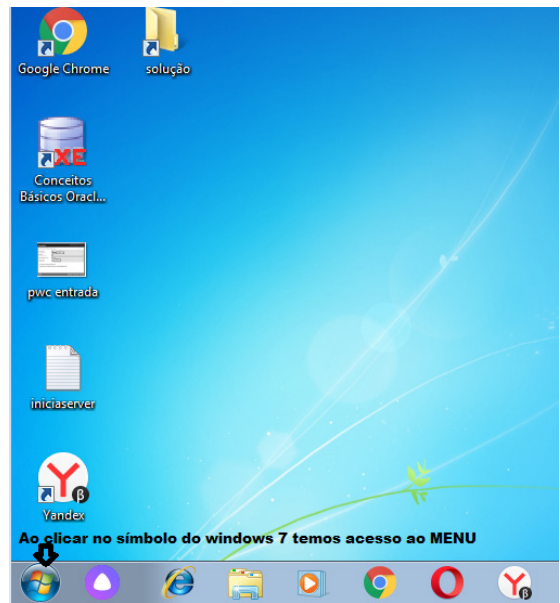 Google Chrome
solução
XE
Conceitos
Básicos Oracl...
pwc entrada
iniciaserver
Y β
Yandex
Ao clicar no símbolo do windows 7 temos acesso ao MENU
Y β